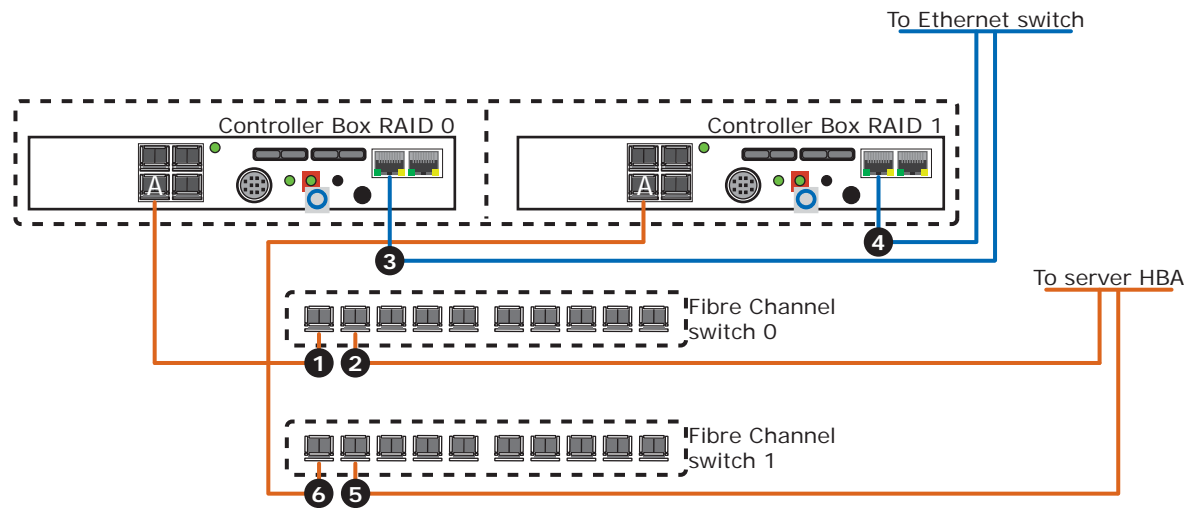 To Ethernet switch
Controller Box RAID 0
Controller Box RAID 1
A
A
4
3
To server HBA
Fibre Channel
switch 0
1
2
Fibre Channel
switch 1
6
5